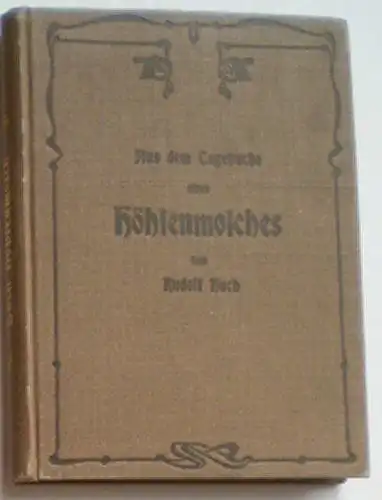 Aus dem Tagebuche
eines
Höhlenmolches
von
Rudolf Koch